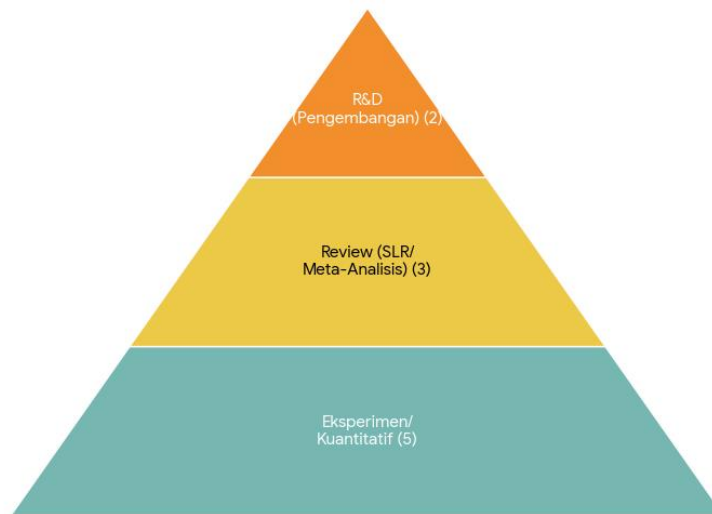 R&D
(Pengembangan) (2)
Review (SLR/
Meta-Analisis) (3)
Eksperimen/
Kuantitatif (5)